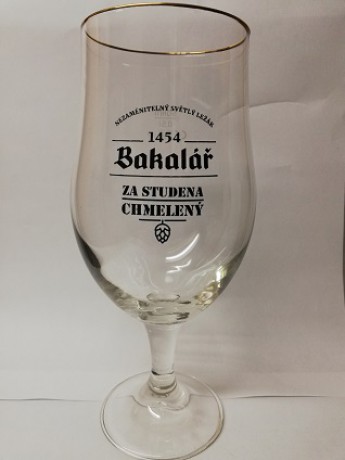 NEZAMĚNITELNÝ SVĚTLÝ LEŽÁK
1454
Bakalář
ZA STUDENA
CHMELENÝ